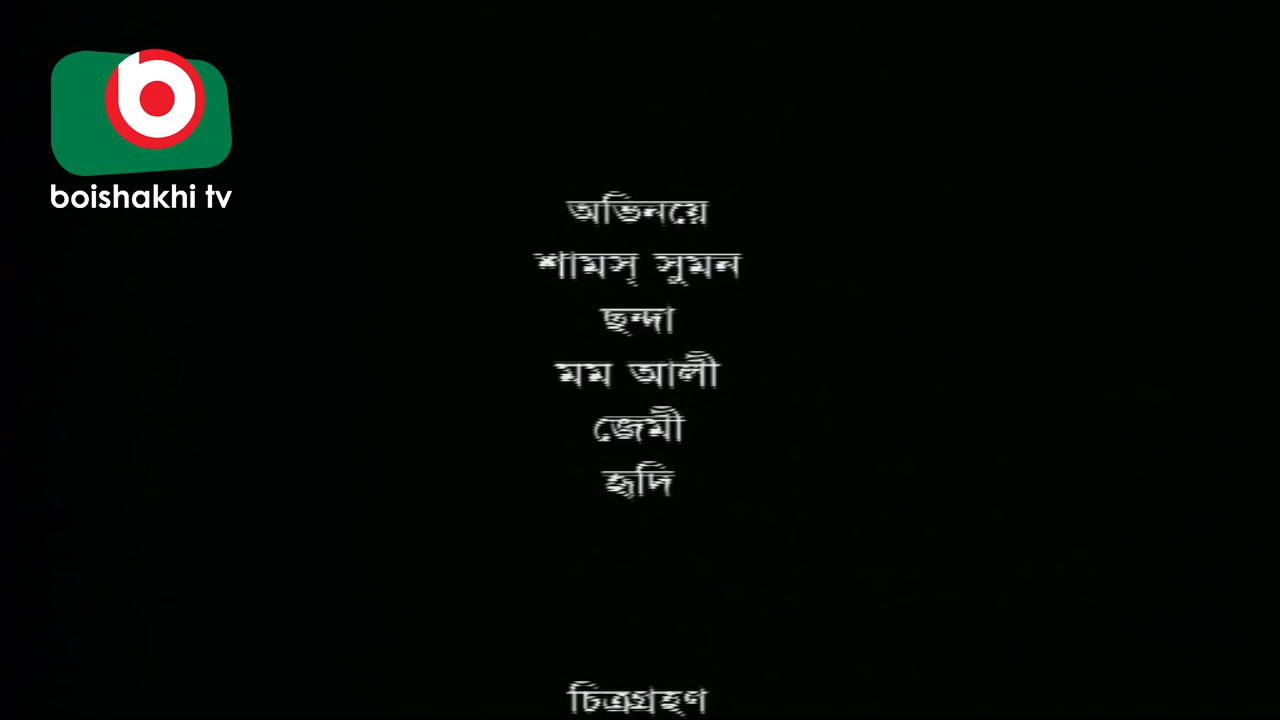 boishakhi tv
অভিনয়ে
শামস্ সুমন
ছন্দা
মম আলী
জেমী
হৃদি
চিত্রগ্রহণ